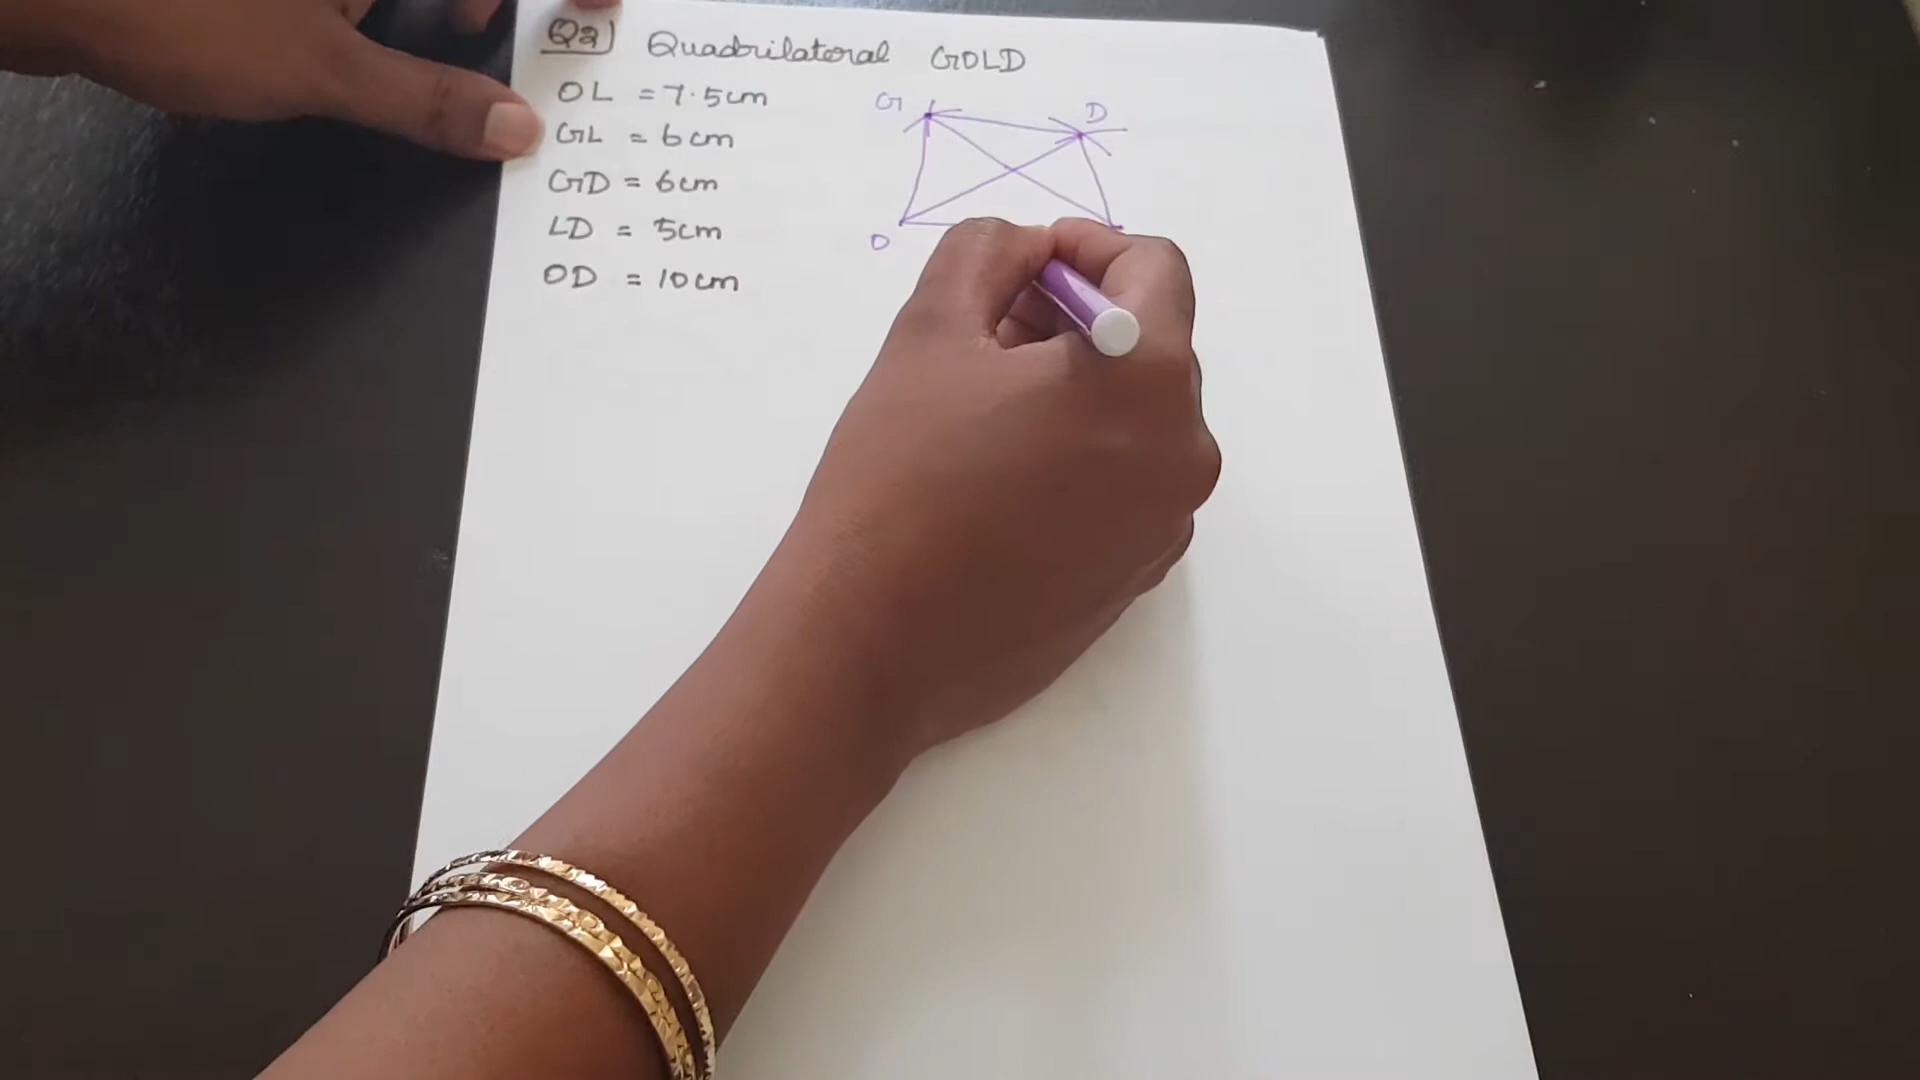 Q2) Quadrilateral GOLD
OL = 7.5cm
GL = 6cm
GD = 6cm
LD = 5cm
OD = 10cm
G
D
O